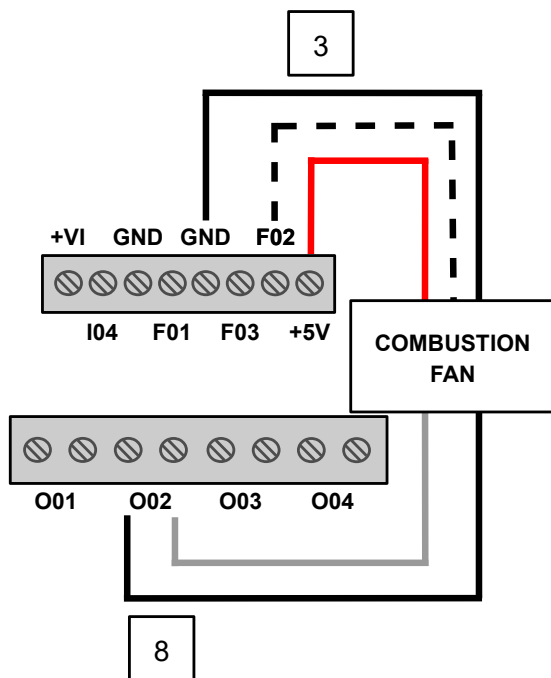 3
+VI GND GND F02
I04 F01 F03 +5V
COMBUSTION
FAN
O01 O02 O03 O04
8